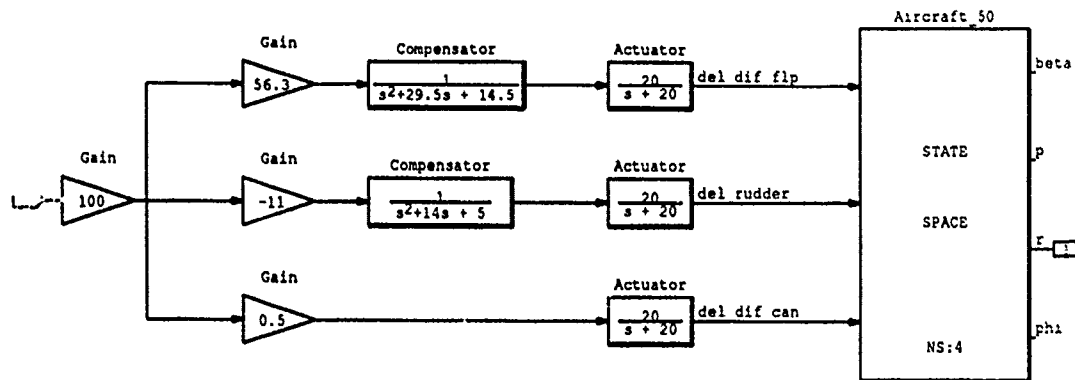 Aircraft_50
Gain
Compensator
Actuator
56.3
1
s²+29.5s + 14.5
20
s + 20
del dif flp
beta
Gain
Gain
Compensator
Actuator
STATE
p
100
-11
1
s²+14s + 5
20
s + 20
del rudder
SPACE
r
1
Gain
Actuator
0.5
20
s + 20
del dif can
phi
NS:4